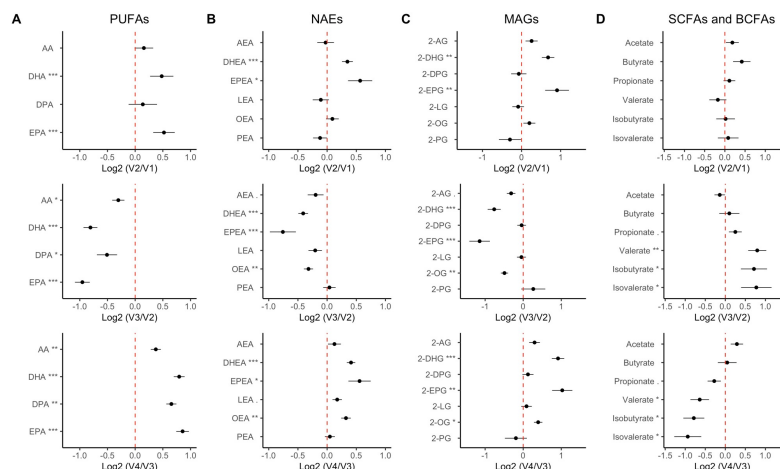 A
PUFAs
AA
DHA ***
DPA
EPA ***
-1.0 -0.5 0.0 0.5 1.0
Log2 (V2/V1)
AA *
DHA ***
DPA *
EPA ***
-1.0 -0.5 0.0 0.5 1.0
Log2 (V3/V2)
AA **
DHA ***
DPA **
EPA ***
-1.0 -0.5 0.0 0.5 1.0
Log2 (V4/V3)
B
NAEs
AEA
DHEA ***
EPEA *
LEA
OEA
PEA
-1.0 -0.5 0.0 0.5 1.0
Log2 (V2/V1)
AEA .
DHEA ***
EPEA ***
LEA
OEA **
PEA
-1.0 -0.5 0.0 0.5 1.0
Log2 (V3/V2)
AEA
DHEA ***
EPEA *
LEA .
OEA **
PEA
-1.0 -0.5 0.0 0.5 1.0
Log2 (V4/V3)
C
MAGs
2-AG
2-DHG **
2-DPG
2-EPG **
2-LG
2-OG
2-PG
-1 0 1
Log2 (V2/V1)
2-AG .
2-DHG ***
2-DPG
2-EPG ***
2-LG
2-OG **
2-PG
-1 0 1
Log2 (V3/V2)
2-AG
2-DHG ***
2-DPG
2-EPG **
2-LG
2-OG *
2-PG
-1 0 1
Log2 (V4/V3)
D
SCFAs and BCFAs
Acetate
Butyrate
Propionate
Valerate
Isobutyrate
Isovalerate
-1.5 -1.0 -0.5 0.0 0.5 1.0
Log2 (V2/V1)
Acetate
Butyrate
Propionate .
Valerate **
Isobutyrate *
Isovalerate *
-1.5 -1.0 -0.5 0.0 0.5 1.0
Log2 (V3/V2)
Acetate
Butyrate
Propionate .
Valerate *
Isobutyrate *
Isovalerate *
-1.5 -1.0 -0.5 0.0 0.5 1.0
Log2 (V4/V3)